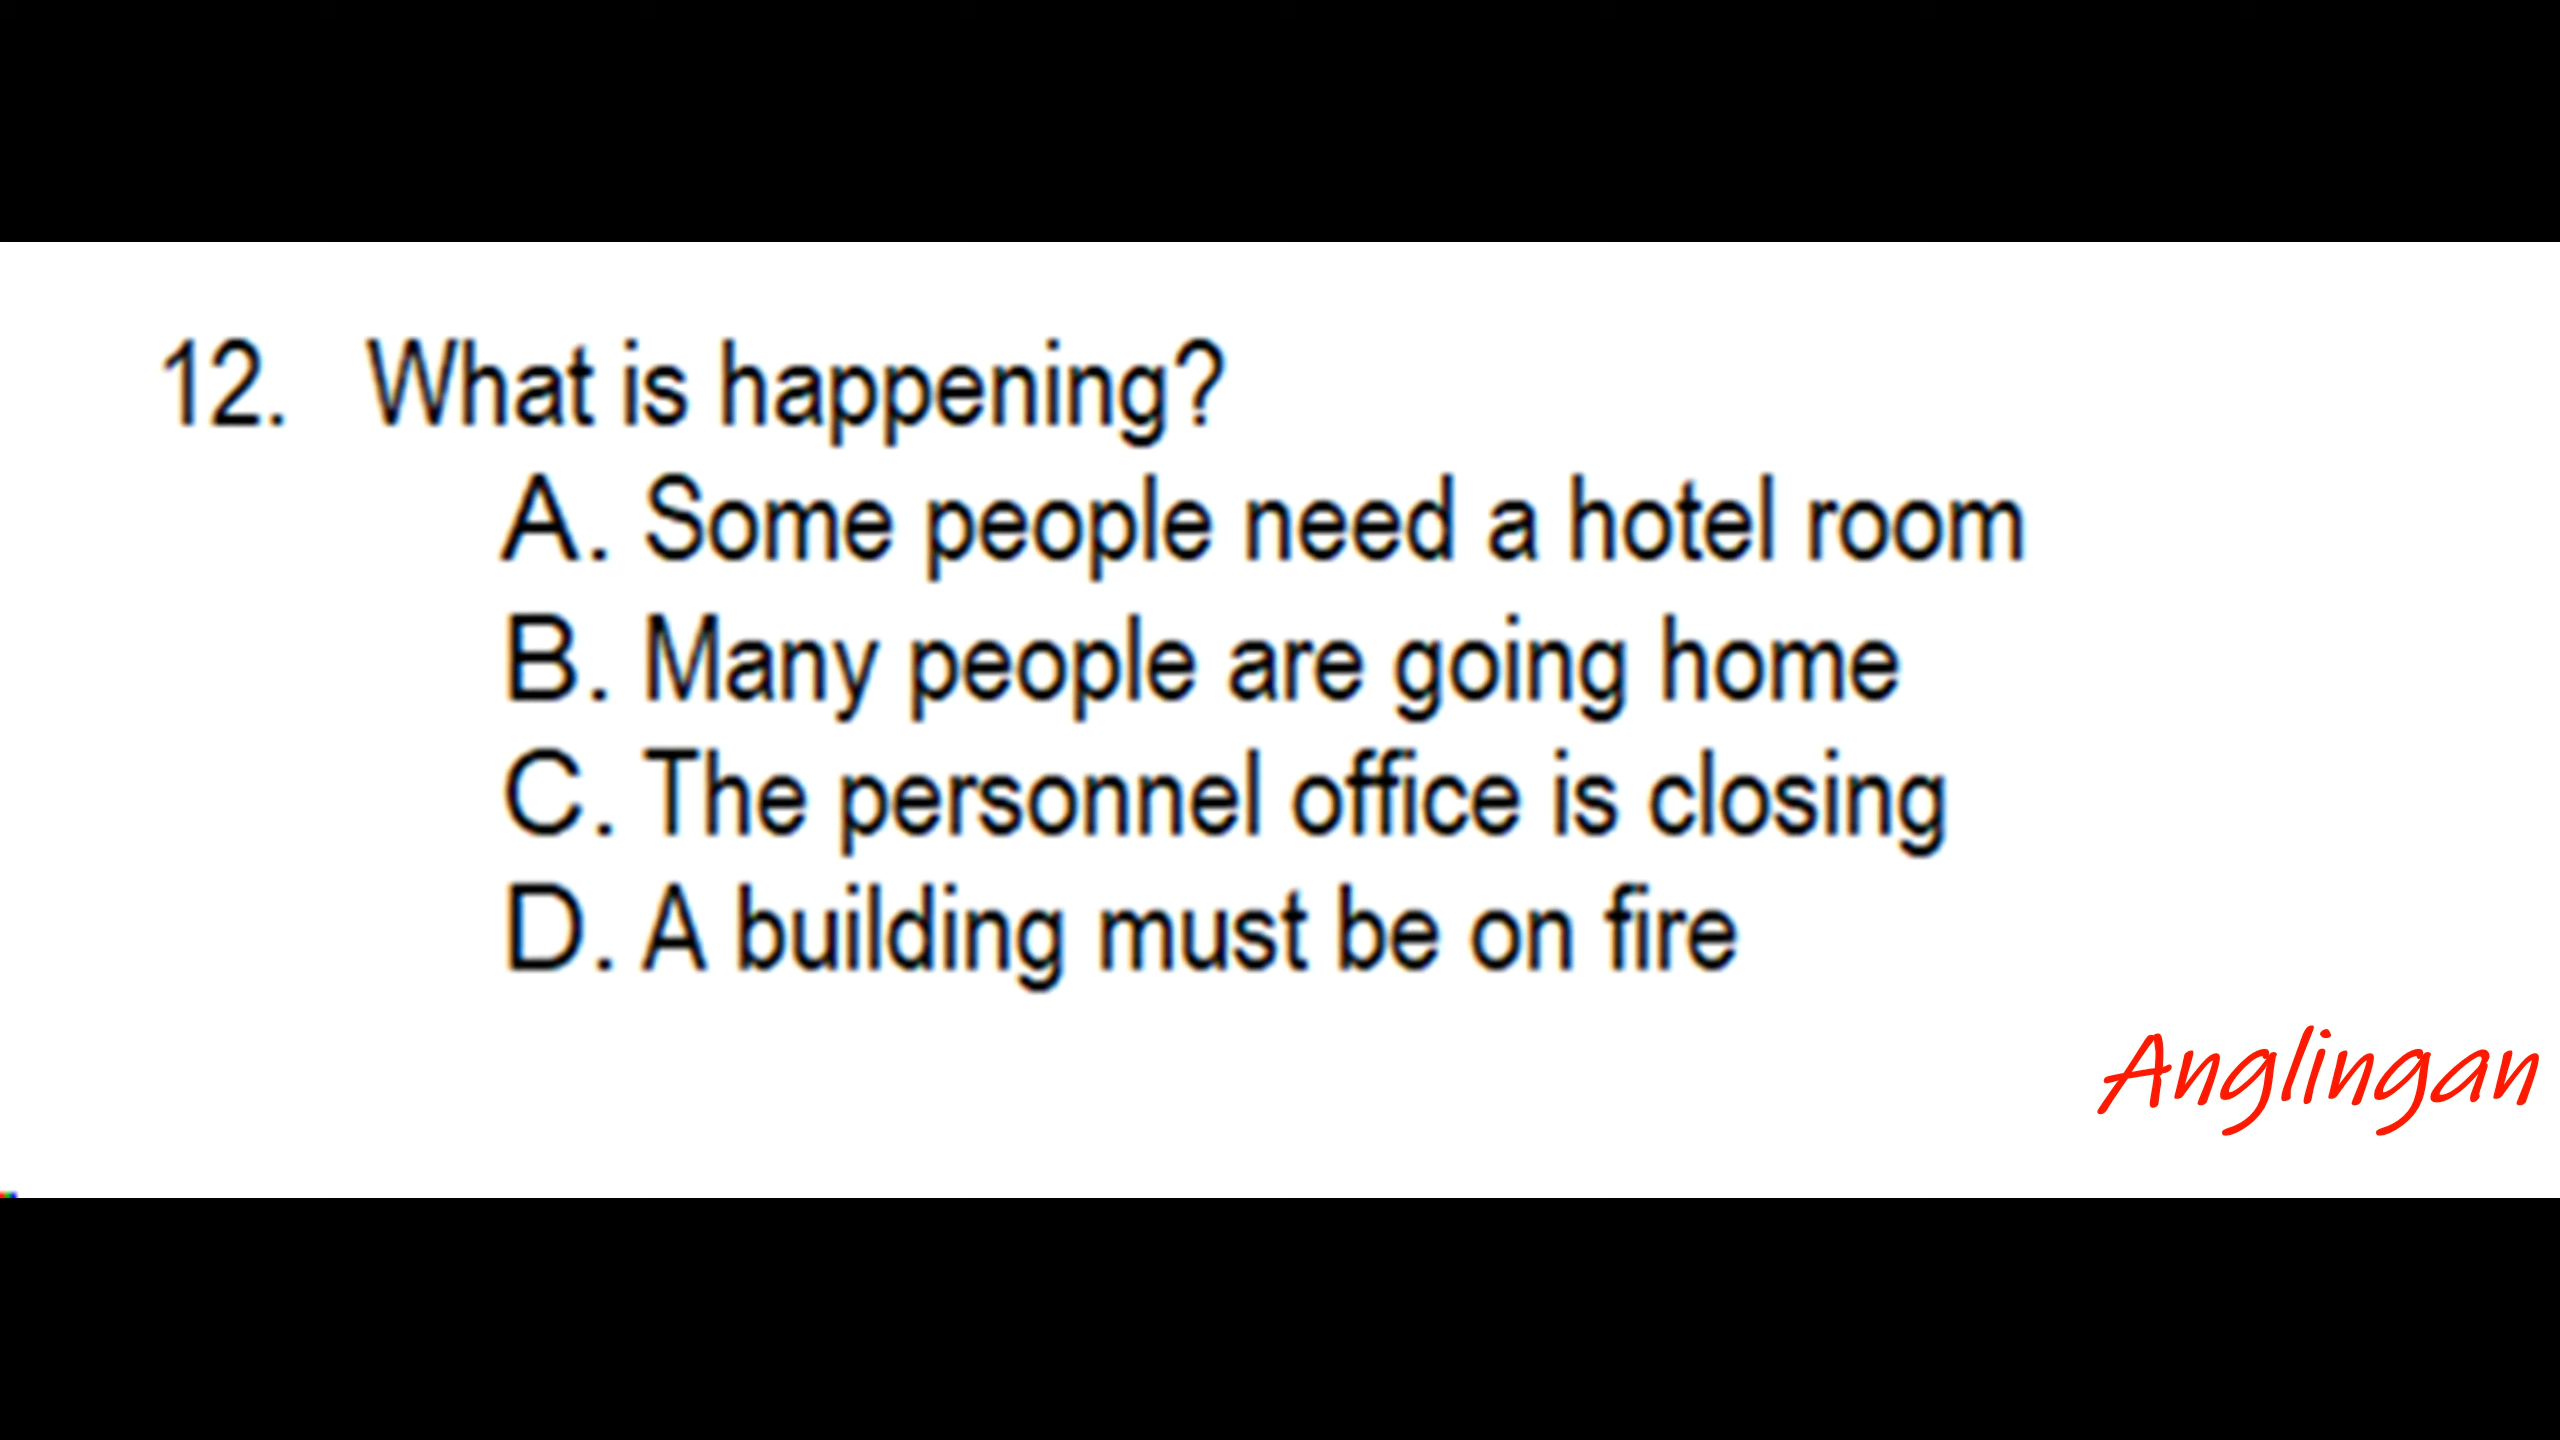 12. What is happening?
A. Some people need a hotel room
B. Many people are going home
C. The personnel office is closing
D. A building must be on fire
Anglingan